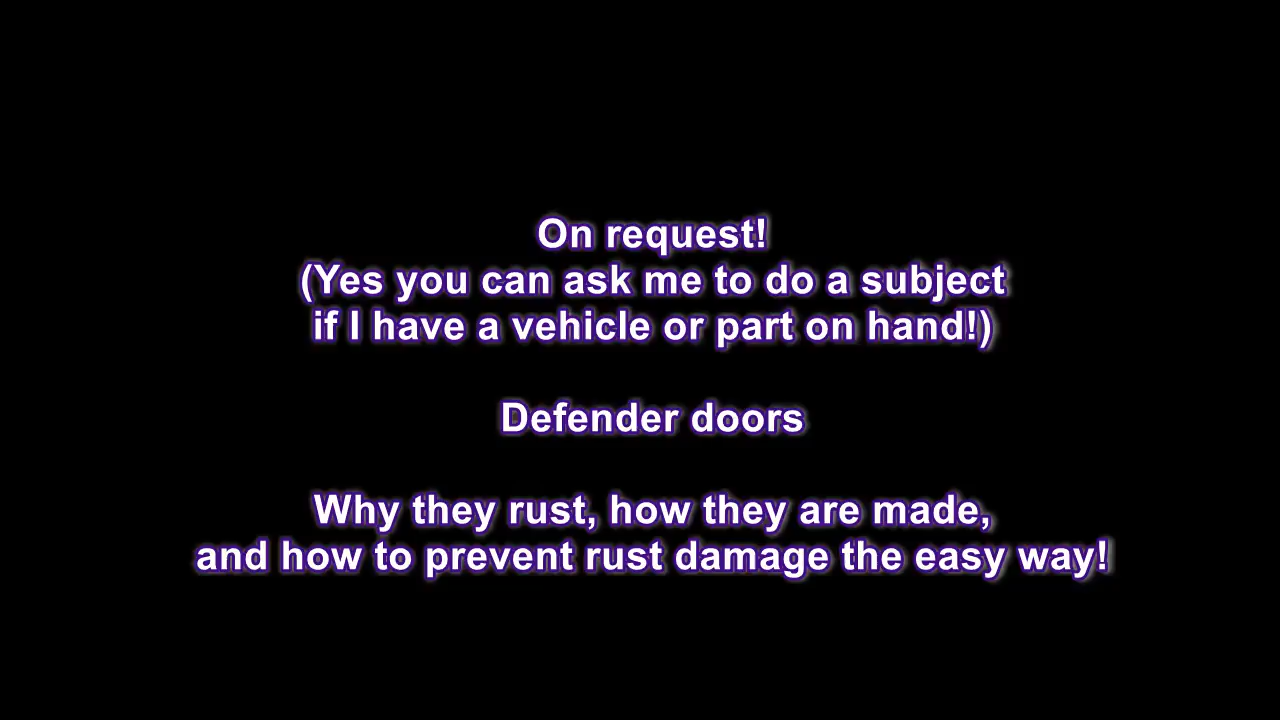 On request!
(Yes you can ask me to do a subject
if I have a vehicle or part on hand!)
Defender doors
Why they rust, how they are made,
and how to prevent rust damage the easy way!